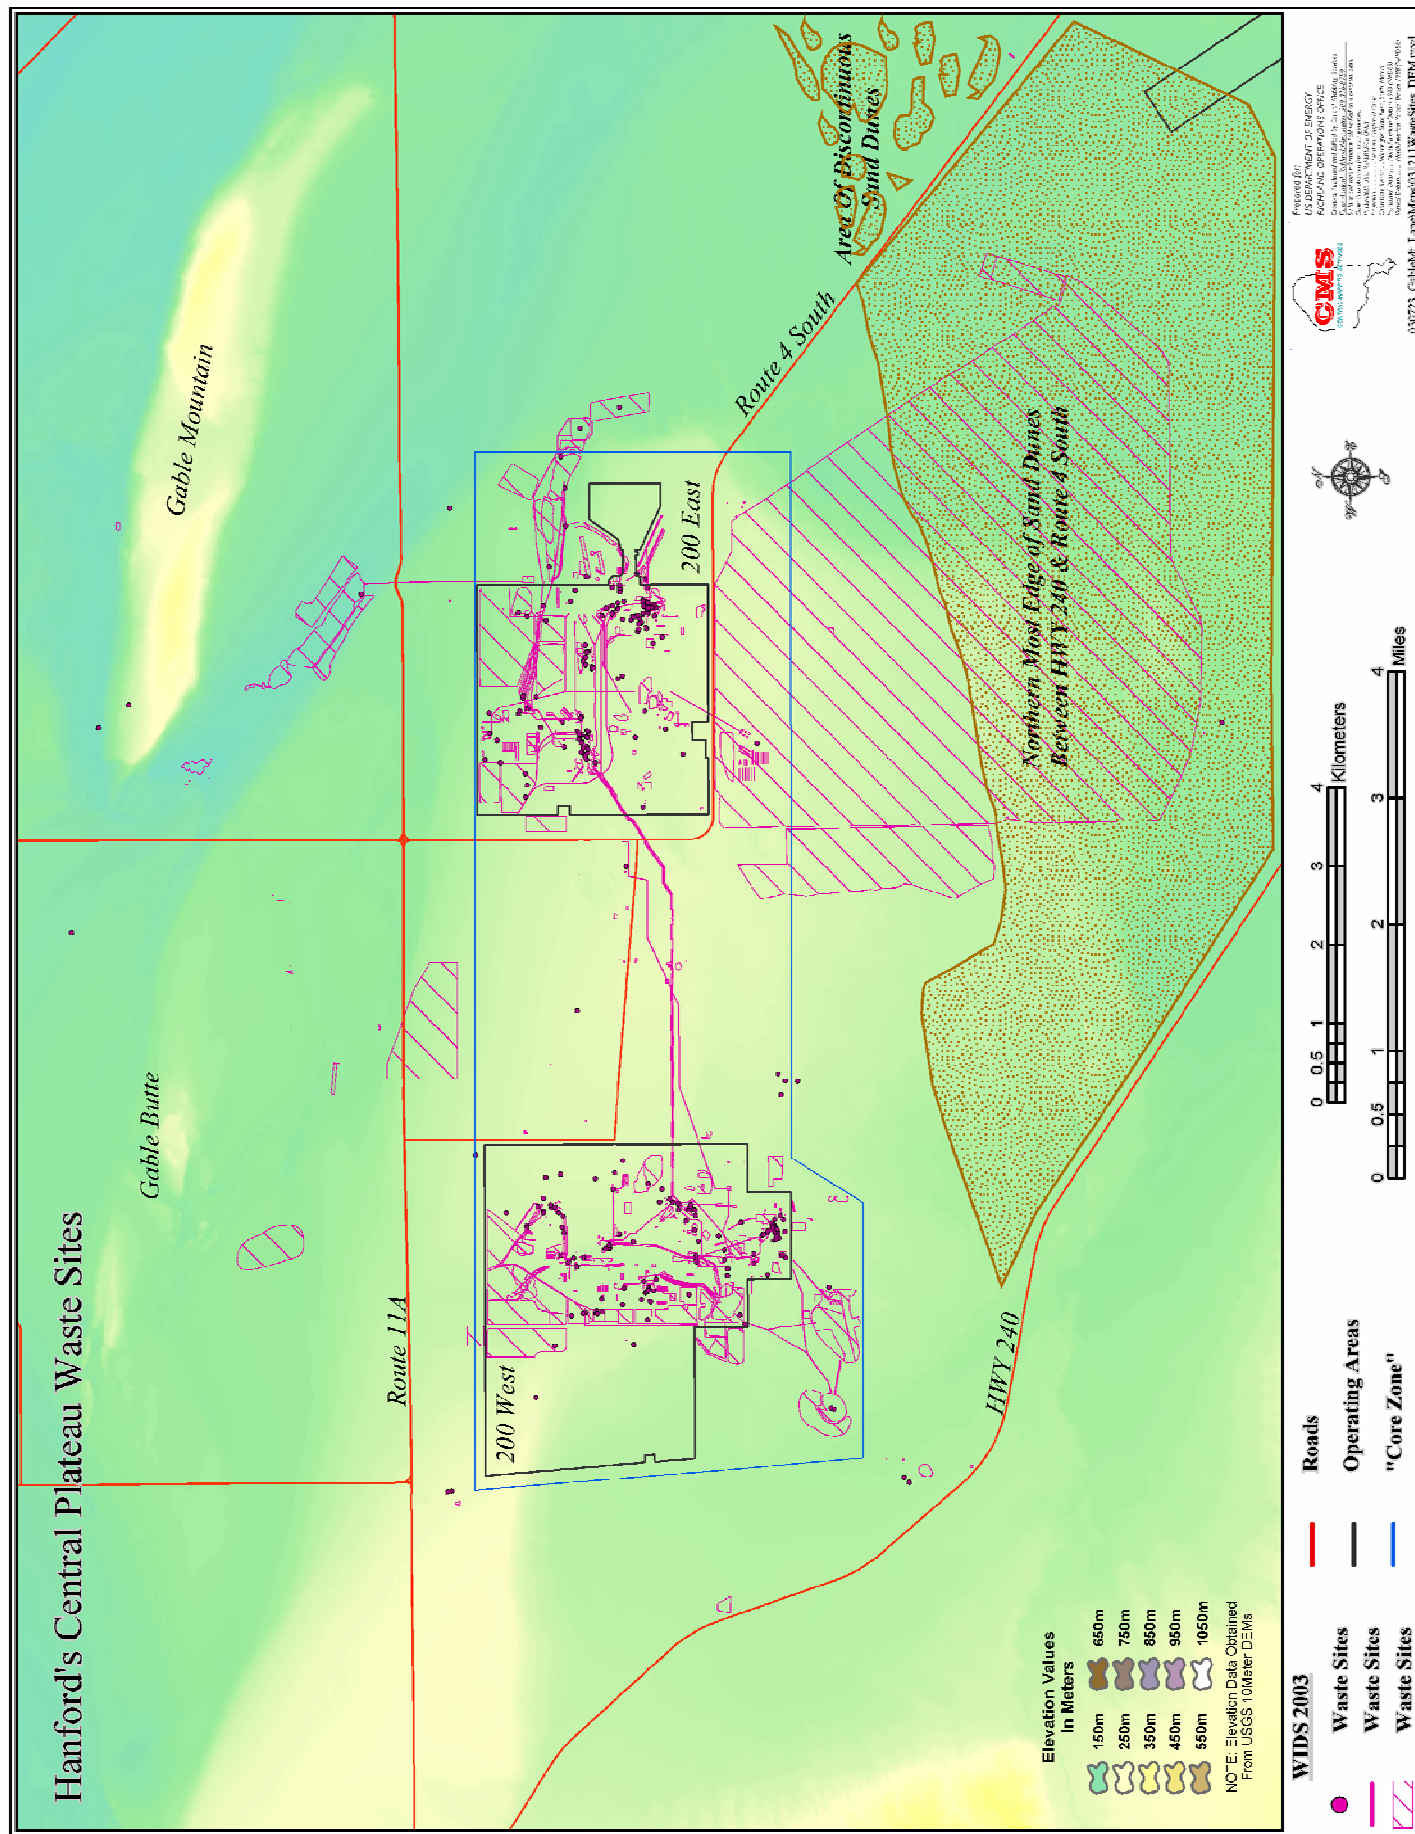 Hanford's Central Plateau Waste Sites
Gable Butte
Gable Mountain
Route 11A
200 West
200 East
Route 4 South
Area Of Discontinuous
Sand Dunes
Northern Most Edge of Sand Dunes
Between HWY 240 & Route 4 South
HWY 240
Elevation Values
In Meters
150m 650m
250m 750m
350m 850m
450m 950m
550m 1050m
NOTE: Elevation Data Obtained
From USGS 10Meter DEMs
WIDS 2003
Waste Sites
Waste Sites
Waste Sites
Roads
Operating Areas
"Core Zone"
0 0.5 1 2 3 4
Kilometers
0 0.5 1 2 3 4
Miles
CMS
Prepared for:
US DEPARTMENT OF ENERGY
RICHLAND OPERATIONS OFFICE